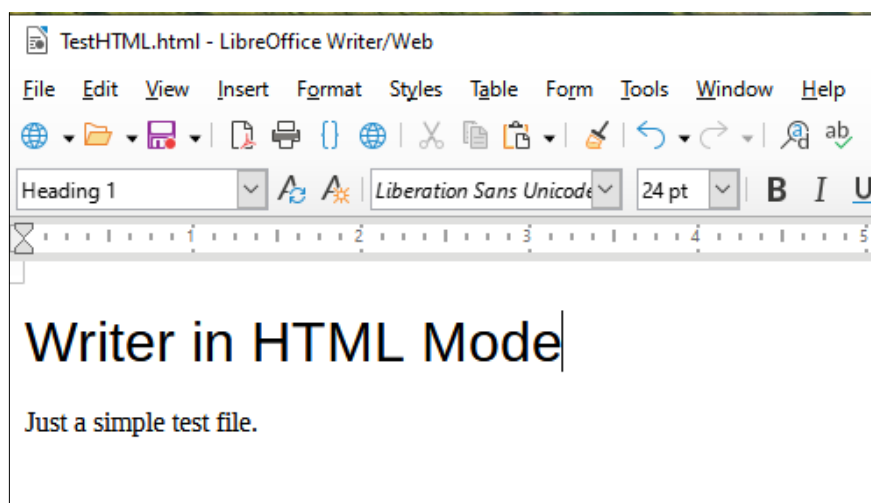 TestHTML.html - LibreOffice Writer/Web
File Edit View Insert Format Styles Table Form Tools Window Help
Heading 1 Liberation Sans Unicode 24 pt B I U
1 2 3 4 5
Writer in HTML Mode
Just a simple test file.